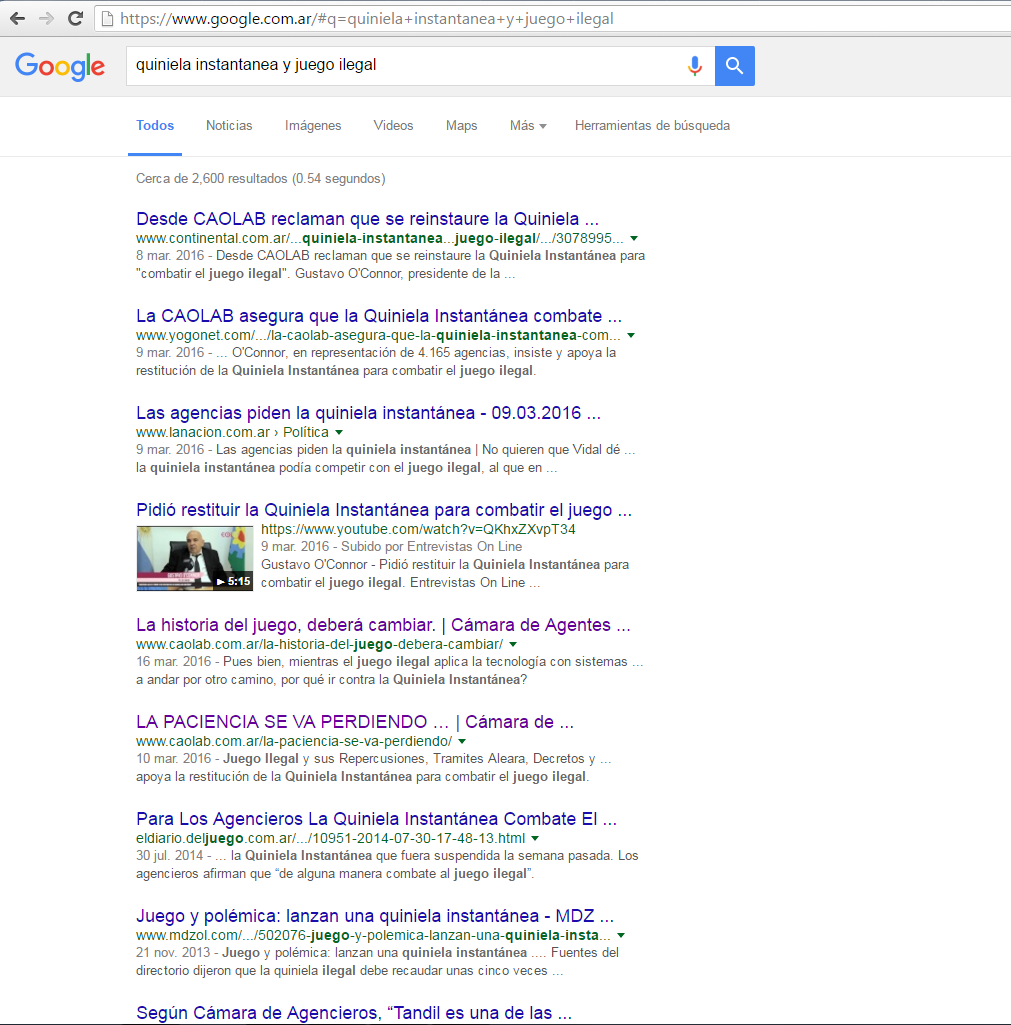 https://www.google.com.ar/#q=quiniela+instantanea+y+juego+ilegal
Google
quiniela instantanea y juego ilegal
Todos Noticias Imágenes Videos Maps Más Herramientas de búsqueda
Cerca de 2,600 resultados (0.54 segundos)
Desde CAOLAB reclaman que se reinstaure la Quiniela ...
www.continental.com.ar/...quiniela-instantanea...juego-ilegal/.../3078995...
8 mar. 2016 - Desde CAOLAB reclaman que se reinstaure la Quiniela Instantánea para
"combatir el juego ilegal". Gustavo O'Connor, presidente de la ...
La CAOLAB asegura que la Quiniela Instantánea combate ...
www.yogonet.com/.../la-caolab-asegura-que-la-quiniela-instantanea-com...
9 mar. 2016 - ... O'Connor, en representación de 4.165 agencias, insiste y apoya la
restitución de la Quiniela Instantánea para combatir el juego ilegal.
Las agencias piden la quiniela instantánea - 09.03.2016 ...
www.lanacion.com.ar › Política
9 mar. 2016 - Las agencias piden la quiniela instantánea | No quieren que Vidal dé ...
la quiniela instantánea podía competir con el juego ilegal, al que en ...
Pidió restituir la Quiniela Instantánea para combatir el juego ...
https://www.youtube.com/watch?v=QKhxZXvpT34
9 mar. 2016 - Subido por Entrevistas On Line
Gustavo O'Connor - Pidió restituir la Quiniela Instantánea para
combatir el juego ilegal. Entrevistas On Line ...
5:15
La historia del juego, deberá cambiar. | Cámara de Agentes ...
www.caolab.com.ar/la-historia-del-juego-debera-cambiar/
16 mar. 2016 - Pues bien, mientras el juego ilegal aplica la tecnología con sistemas ...
a andar por otro camino, por qué ir contra la Quiniela Instantánea?
LA PACIENCIA SE VA PERDIENDO … | Cámara de ...
www.caolab.com.ar/la-paciencia-se-va-perdiendo/
10 mar. 2016 - Juego Ilegal y sus Repercusiones, Tramites Aleara, Decretos y ...
apoya la restitución de la Quiniela Instantánea para combatir el juego ilegal.
Para Los Agencieros La Quiniela Instantánea Combate El ...
eldiario.deljuego.com.ar/.../10951-2014-07-30-17-48-13.html
30 jul. 2014 - ... la Quiniela Instantánea que fuera suspendida la semana pasada. Los
agencieros afirman que “de alguna manera combate al juego ilegal”.
Juego y polémica: lanzan una quiniela instantánea - MDZ ...
www.mdzol.com/.../502076-juego-y-polemica-lanzan-una-quiniela-insta...
21 nov. 2013 - Juego y polémica: lanzan una quiniela instantánea .... Fuentes del
directorio dijeron que la quiniela ilegal debe recaudar unas cinco veces ...
Según Cámara de Agencieros, “Tandil es una de las ...